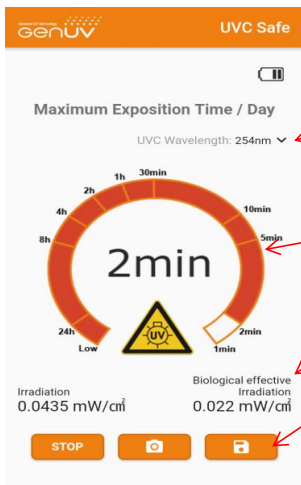 GenUV
UVC Safe
Maximum Exposition Time / Day
UVC Wavelength: 254nm
30min
1h
2h
10min
4h
5min
8h
2min
UV
24h
2min
Low
1min
Biological effective
Irradiation
Irradiation
0.0435 mW/㎠
0.022 mW/㎠
STOP